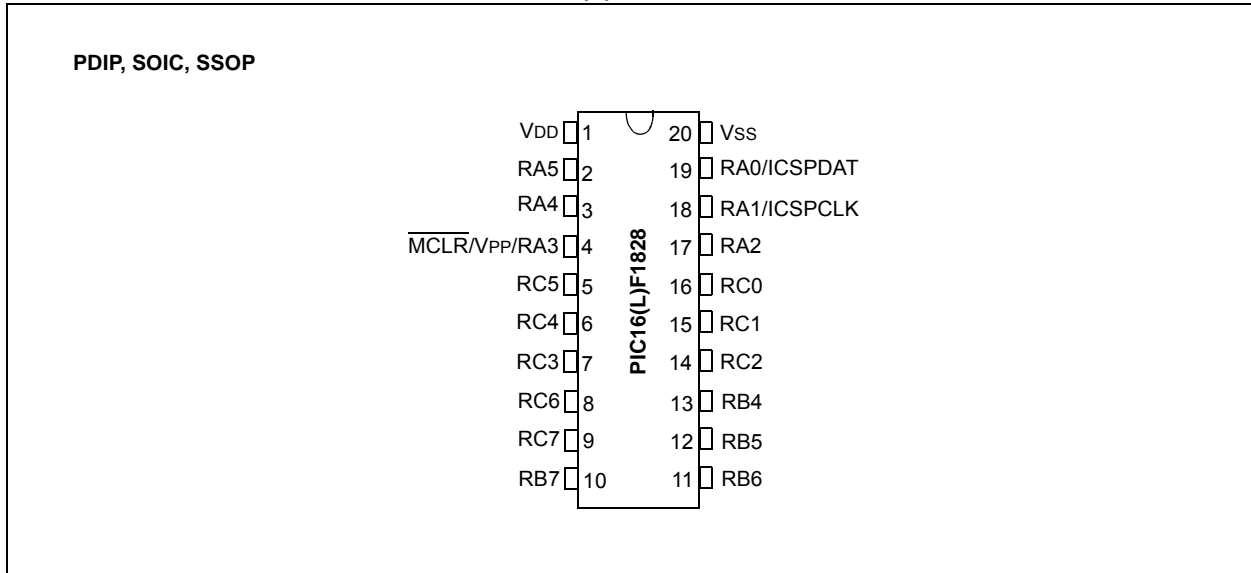 PDIP, SOIC, SSOP
VDD 1 20 VSS
RA5 2 19 RA0/ICSPDAT
RA4 3 18 RA1/ICSPCLK
MCLR/VPP/RA3 4 17 RA2
RC5 5 16 RC0
RC4 6 15 RC1
RC3 7 14 RC2
RC6 8 13 RB4
RC7 9 12 RB5
RB7 10 11 RB6
PIC16(L)F1828